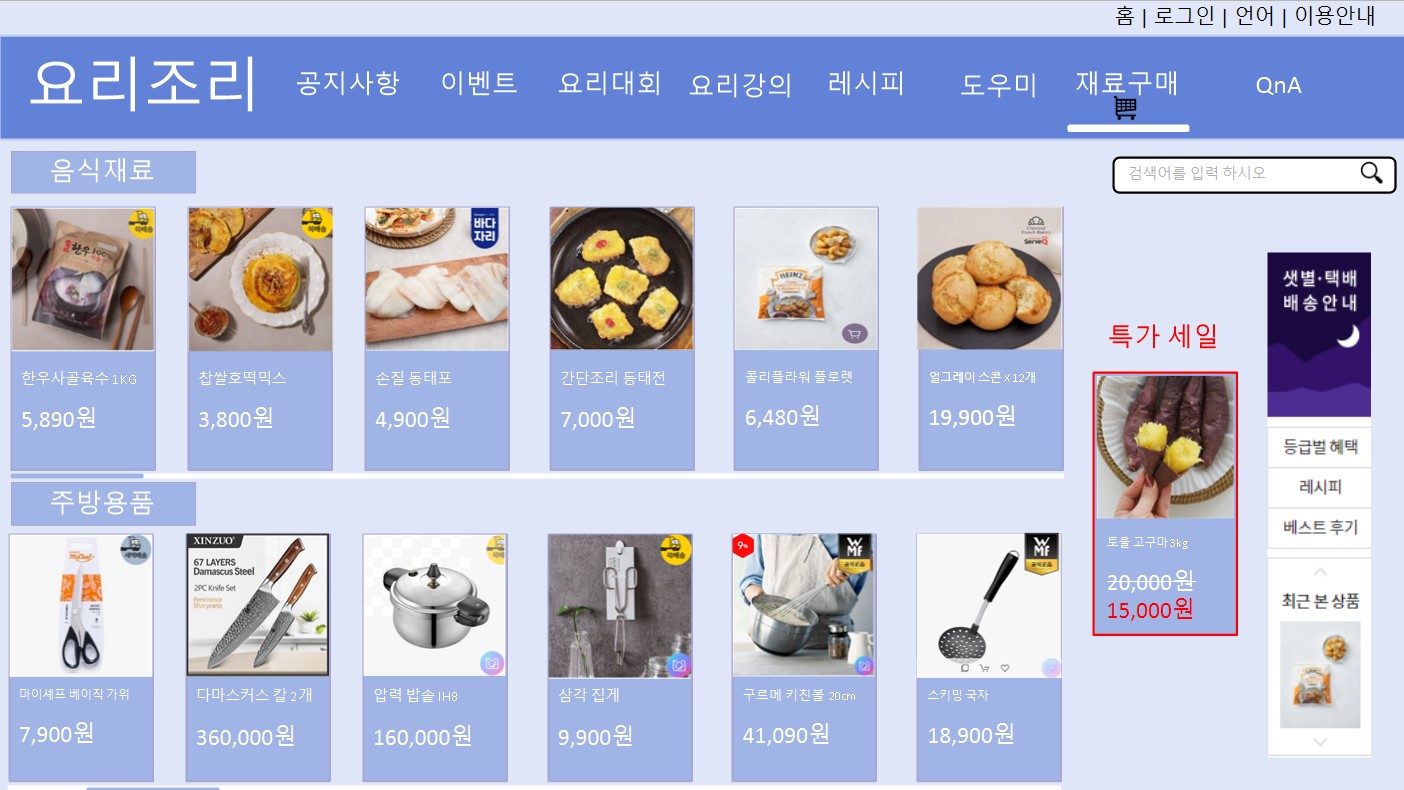 홈 | 로그인 | 언어 | 이용안내
요리조리
공지사항
이벤트
요리대회
요리강의
레시피
도우미
재료구매
QnA
음식재료
검색어를 입력 하시오
한우 100
바다
자리
HEINZ
ServeQ
한우사골육수 1KG
찹쌀호떡믹스
손질 동태포
간단조리 동태전
콜리플라워 플로렛
얼그레이 스콘 X 12개
5,890원
3,800원
4,900원
7,000원
6,480원
19,900원
특가 세일
토울 고구마3kg
20,000원
15,000원
샛별·택배
배송안내
등급벌 혜택
레시피
베스트 후기
최근 본 상품
주방용품
XINZUO
67 LAYERS
Damascus Steel
2PC Knife Set
Persistence
Sharpness
9%
WMF
WMF
마이셰프 베이직 가위
다마스커스 칼 2개
압력 밥솥 IH8
삼각 집게
구르메 키친볼 20cm
스키밍 국자
7,900원
360,000원
160,000원
9,900원
41,090원
18,900원